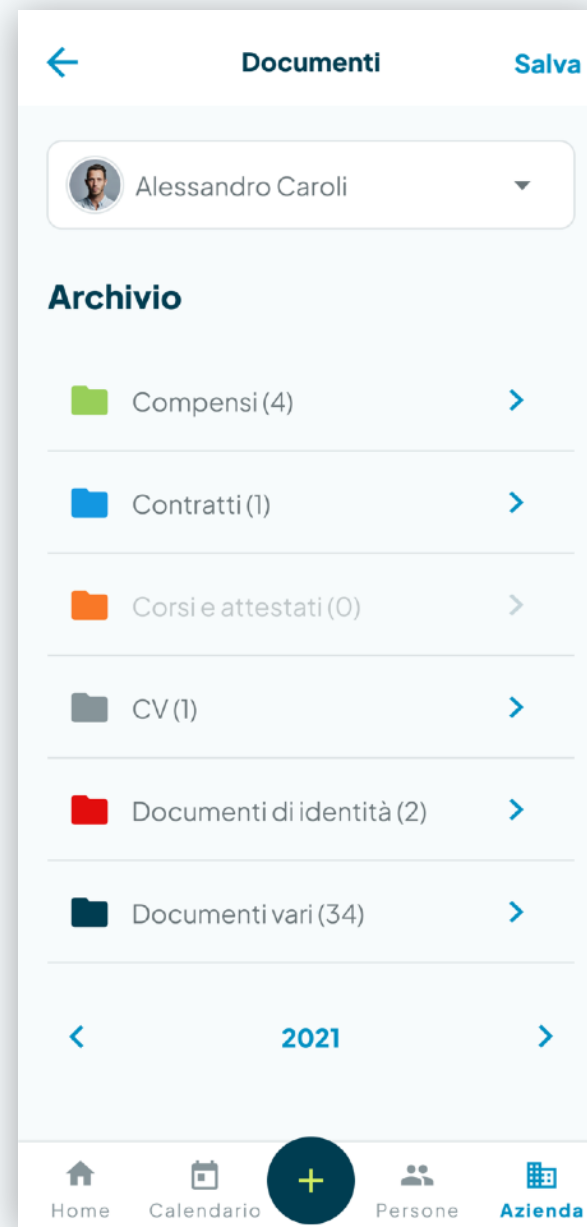 Documenti Salva
Alessandro Caroli
Archivio
Compensi (4)
Contratti (1)
Corsi e attestati (0)
CV (1)
Documenti di identità (2)
Documenti vari (34)
2021
Home Calendario Persone Azienda